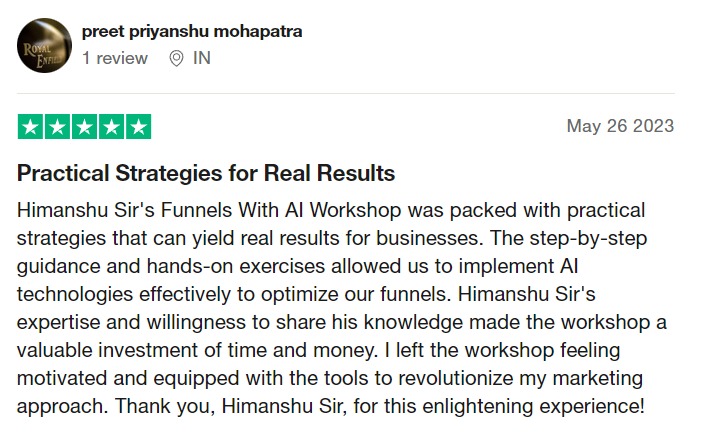 preet priyanshu mohapatra
1 review IN
ROYAL
ENFIELD
May 26 2023
Practical Strategies for Real Results
Himanshu Sir's Funnels With AI Workshop was packed with practical
strategies that can yield real results for businesses. The step-by-step
guidance and hands-on exercises allowed us to implement AI
technologies effectively to optimize our funnels. Himanshu Sir's
expertise and willingness to share his knowledge made the workshop a
valuable investment of time and money. I left the workshop feeling
motivated and equipped with the tools to revolutionize my marketing
approach. Thank you, Himanshu Sir, for this enlightening experience!